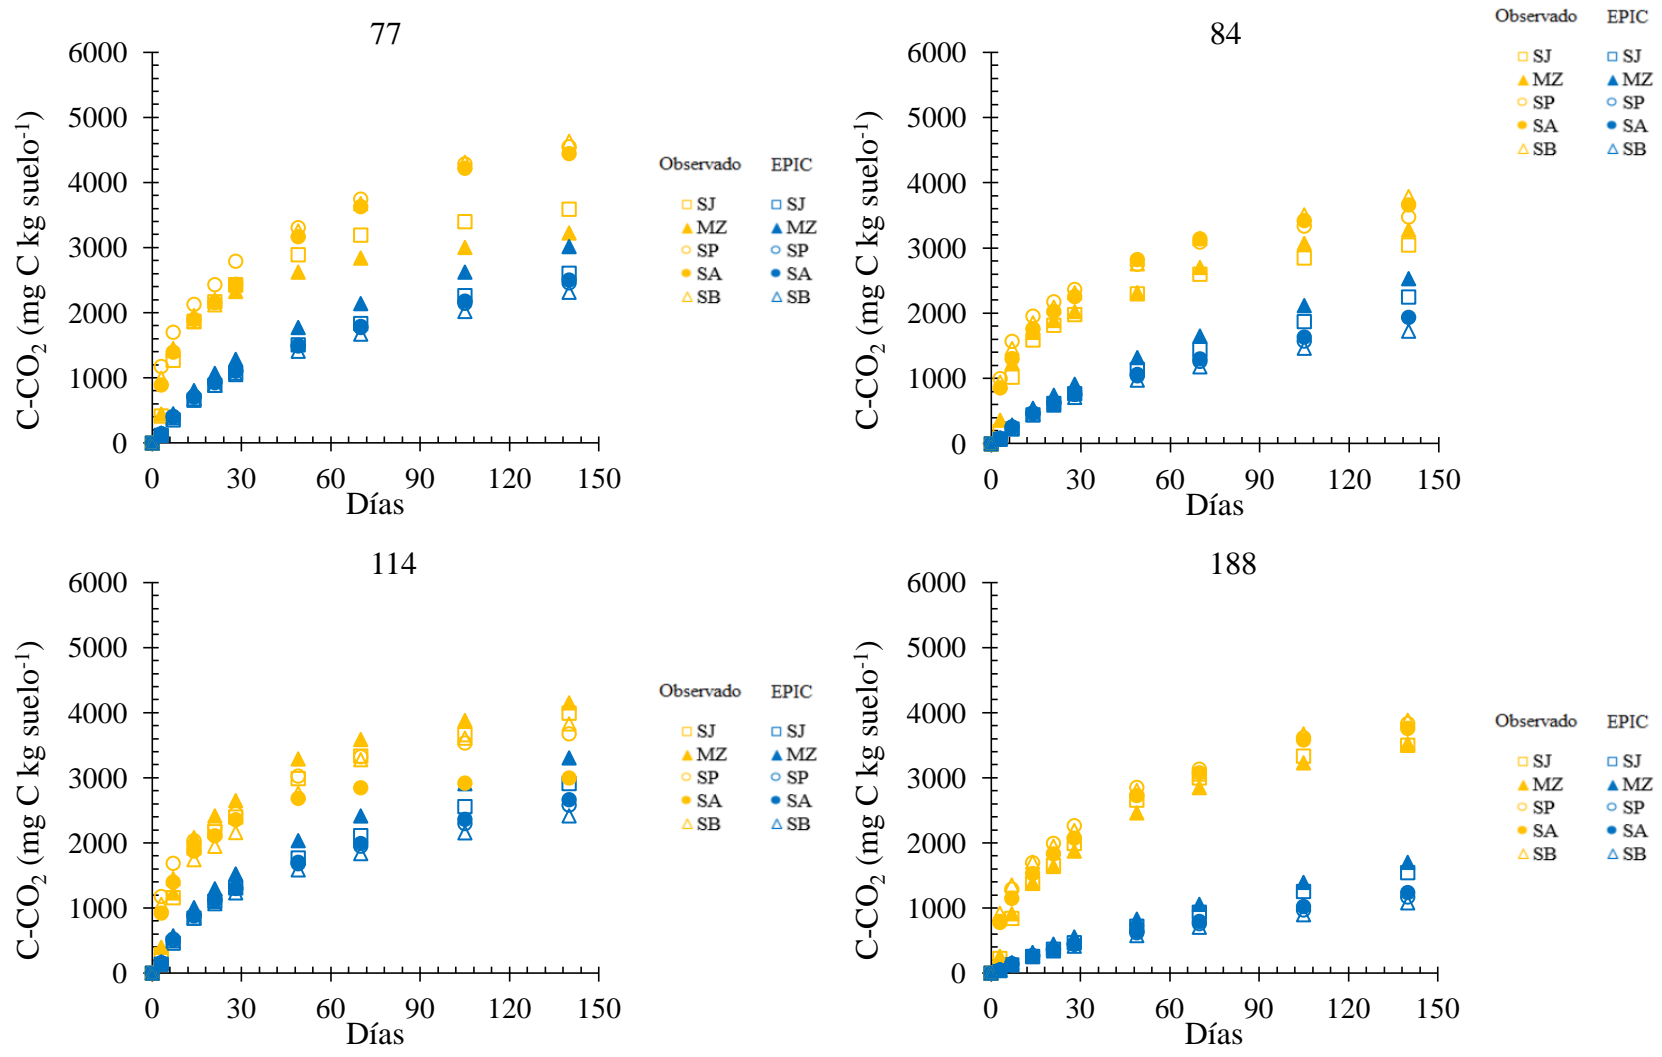 77
C-CO₂ (mg C kg suelo⁻¹)
6000
5000
4000
3000
2000
1000
0
0 30 60 90 120 150
Días
Observado EPIC
SJ SJ
MZ MZ
SP SP
SA SA
SB SB
84
C-CO₂ (mg C kg suelo⁻¹)
6000
5000
4000
3000
2000
1000
0
0 30 60 90 120 150
Días
Observado EPIC
SJ SJ
MZ MZ
SP SP
SA SA
SB SB
114
C-CO₂ (mg C kg suelo⁻¹)
6000
5000
4000
3000
2000
1000
0
0 30 60 90 120 150
Días
Observado EPIC
SJ SJ
MZ MZ
SP SP
SA SA
SB SB
188
C-CO₂ (mg C kg suelo⁻¹)
6000
5000
4000
3000
2000
1000
0
0 30 60 90 120 150
Días
Observado EPIC
SJ SJ
MZ MZ
SP SP
SA SA
SB SB